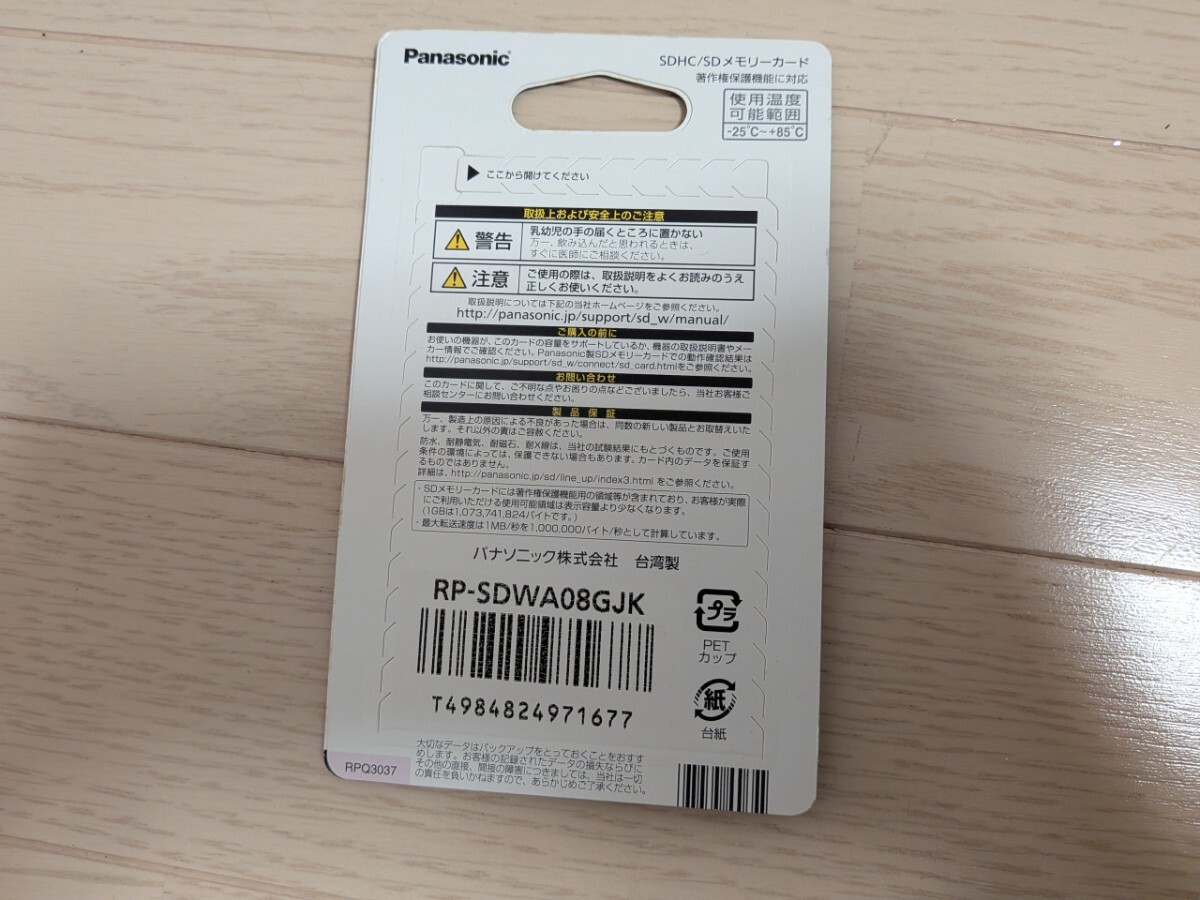 Panasonic
SDHC/SDメモリーカード
著作権保護機能に対応
使用温度
可能範囲
-25℃~+85℃
ここから開けてください
取扱上および安全上のご注意
警告
乳幼児の手の届くところに置かない
万一、飲み込んだと思われるときは、
すぐに医師にご相談ください。
注意
ご使用の際は、取扱説明をよくお読みのうえ
正しくお使いください。
取扱説明については下記の当社ホームページをご参照ください。
http://panasonic.jp/support/sd_w/manual/
ご購入の前に
お使いの機器が、このカードの容量をサポートしているか、機器の取扱説明書やメー
カー情報でご確認ください。Panasonic製SDメモリーカードでの動作確認結果は
http://panasonic.jp/support/sd_w/connect/sd_card.htmlをご参照ください。
お問い合わせ
このカードに関して、ご不明な点やお困りの点などございましたら、当社お客様ご
相談センターにお問い合わせください。
製品保証
万一、製造上の原因による不良があった場合は、同数の新しい製品とお取替えいた
します。それ以外の責はご容赦ください。
防水、耐静電気、耐磁石、耐X線は、当社の試験結果にもとづくものです。ご使用
条件の環境によっては、保護できない場合もあります。カード内のデータを保証す
るものではありません。
詳細は、http://panasonic.jp/sd/line_up/index3.html をご参照ください。
・SDメモリーカードには著作権保護機能用の領域等が含まれており、お客様が実際
にご利用いただける使用可能領域は表示容量より少なくなります。
(1GBは1,073,741,824バイトです。)
・最大転送速度は1MB/秒を1,000,000バイト/秒として計算しています。
パナソニック株式会社 台湾製
RP-SDWA08GJK
プラ
PET
カップ
T4984824971677
紙
台紙
大切なデータはバックアップをとっておくことをおすす
めします。お客様の記録されたデータの損失ならびに
その他の直接、間接の障害につきましては、当社は一切
の責任を負いかねますので、あらかじめご了承ください。
RPQ3037